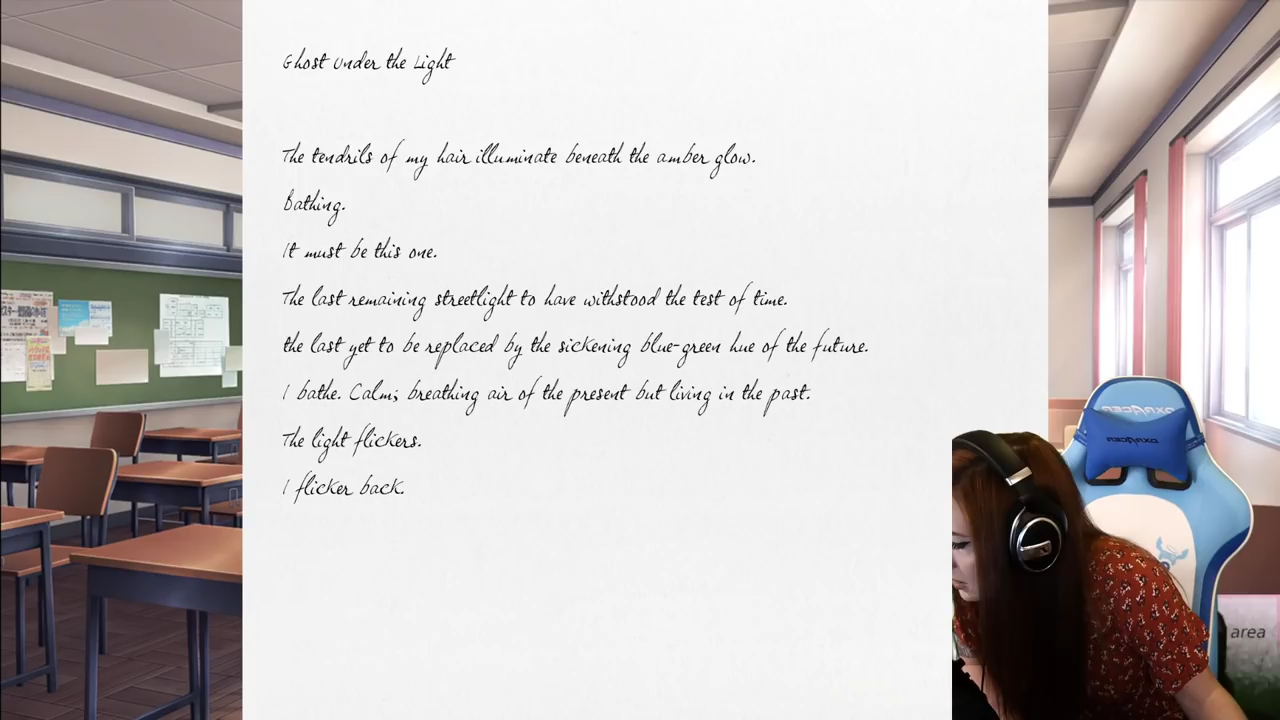 Ghost Under the Light
The tendrils of my hair illuminate beneath the amber glow.
Bathing.
It must be this one.
The last remaining streetlight to have withstood the test of time.
the last yet to be replaced by the sickening blue-green hue of the future.
I bathe. Calm; breathing air of the present but living in the past.
The light flickers.
I flicker back.
area